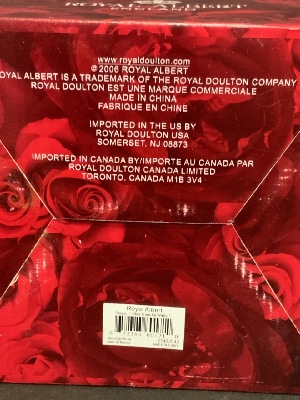 ROYAL ALBERT
ENGLAND
www.royaldoulton.com
© 2006 ROYAL ALBERT
ROYAL ALBERT IS A TRADEMARK OF THE ROYAL DOULTON COMPANY
ROYAL DOULTON EST UNE MARQUE COMMERCIALE
MADE IN CHINA
FABRIQUE EN CHINE
IMPORTED IN THE US BY
ROYAL DOULTON USA
SOMERSET, NJ 08873
IMPORTED IN CANADA BY/IMPORTE AU CANADA PAR
ROYAL DOULTON CANADA LIMITED
TORONTO, CANADA M1B 3V4
Royal Albert